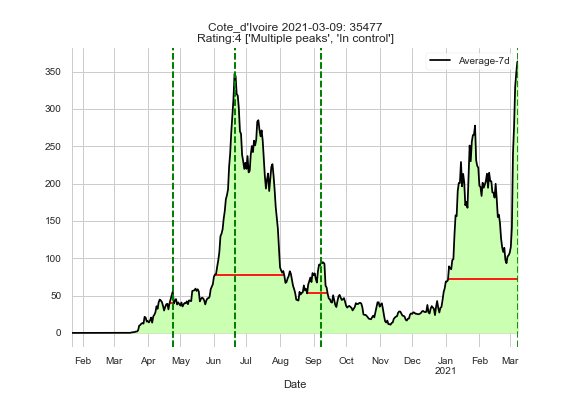 Cote_d'Ivoire 2021-03-09: 35477
Rating:4 ['Multiple peaks', 'In control']
Average-7d
350
300
250
200
150
100
50
0
Feb Mar Apr May Jun Jul Aug Sep Oct Nov Dec Jan Feb Mar
2021
Date